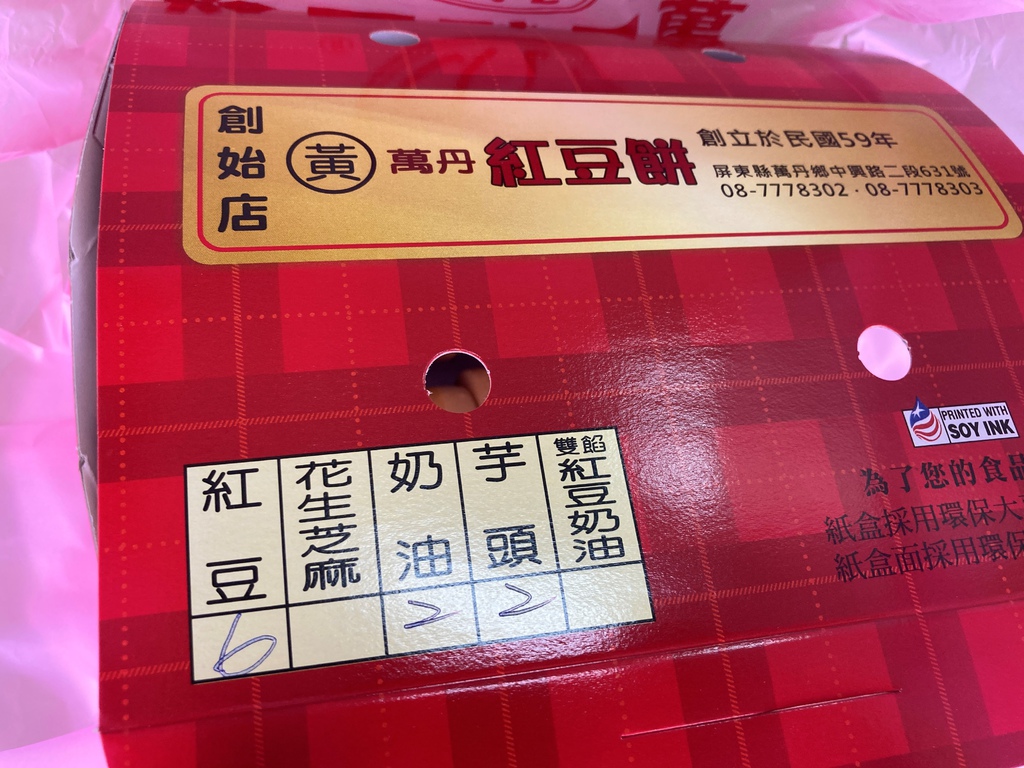 創始店
黃
萬丹
紅豆餅
創立於民國59年
屏東縣萬丹鄉中興路二段631號
08-7778302 · 08-7778303
PRINTED WITH
SOY INK
為了您的食品
紙盒採用環保大
紙盒面採用環保
紅豆
花生芝麻
奶油
芋頭
雙餡
紅豆奶油
6
2
2